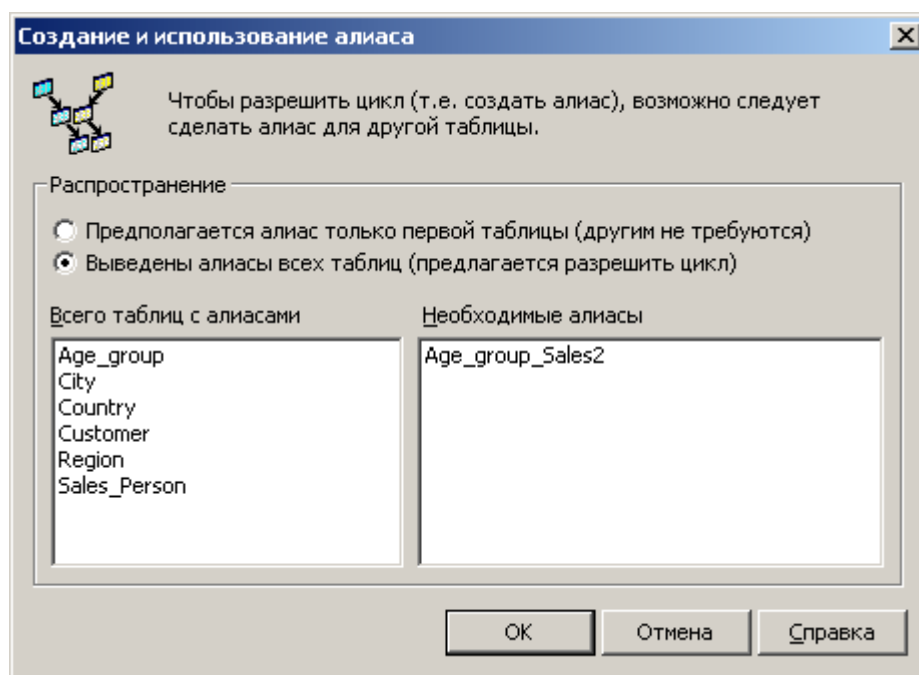 Создание и использование алиаса
Чтобы разрешить цикл (т.е. создать алиас), возможно следует
сделать алиас для другой таблицы.
Распространение
Предполагается алиас только первой таблицы (другим не требуются)
Выведены алиасы всех таблиц (предлагается разрешить цикл)
Всего таблиц с алиасами
Необходимые алиасы
Age_group
City
Country
Customer
Region
Sales_Person
Age_group_Sales2
OK
Отмена
Справка